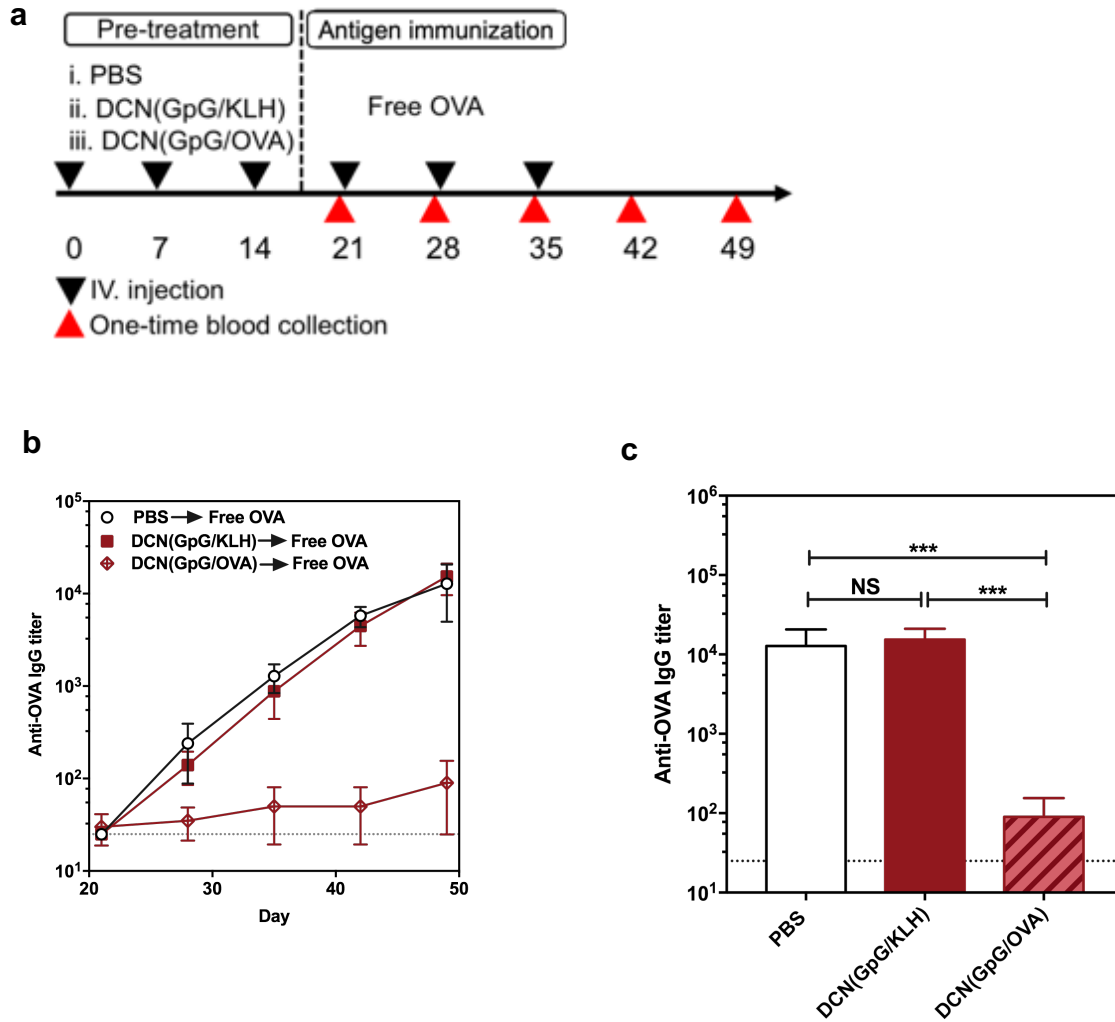 a
Pre-treatment
Antigen immunization
i. PBS
ii. DCN(GpG/KLH)
iii. DCN(GpG/OVA)
Free OVA
0 7 14 21 28 35 42 49
IV. injection
One-time blood collection
b
Anti-OVA IgG titer
10^5
10^4
10^3
10^2
10^1
PBS → Free OVA
DCN(GpG/KLH) → Free OVA
DCN(GpG/OVA) → Free OVA
20 30 40 50
Day
c
Anti-OVA IgG titer
10^6
10^5
10^4
10^3
10^2
10^1
***
NS
***
PBS
DCN(GpG/KLH)
DCN(GpG/OVA)